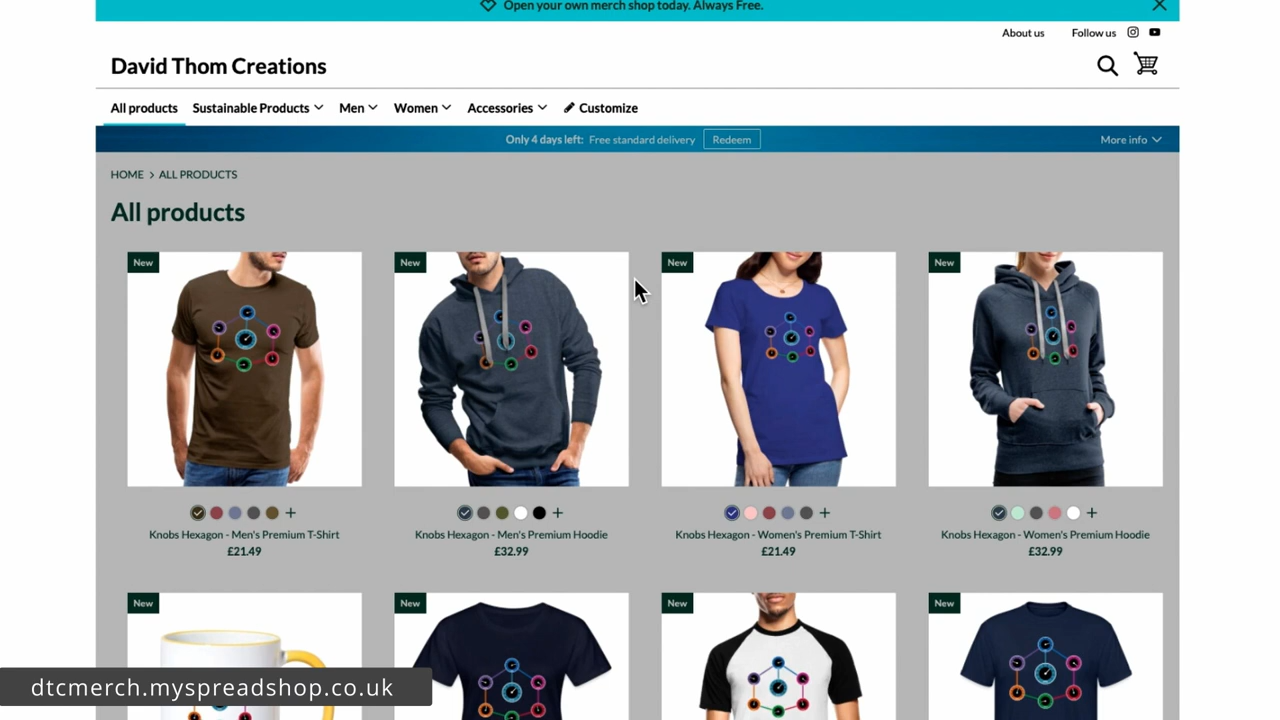 Open your own merch shop today. Always Free.
About us
Follow us
David Thom Creations
All products
Sustainable Products
Men
Women
Accessories
Customize
Only 4 days left: Free standard delivery
Redeem
More info
HOME > ALL PRODUCTS
All products
New
New
New
New
Knobs Hexagon - Men's Premium T-Shirt
£21.49
Knobs Hexagon - Men's Premium Hoodie
£32.99
Knobs Hexagon - Women's Premium T-Shirt
£21.49
Knobs Hexagon - Women's Premium Hoodie
£32.99
New
New
New
New
dtcmerch.myspreadshop.co.uk